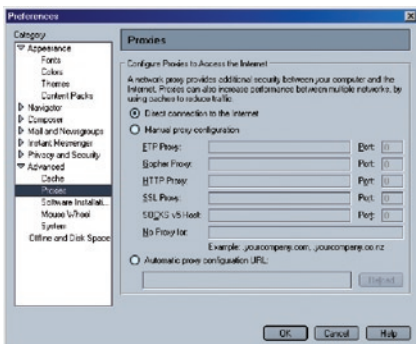 Preferences
Category
Appearance
Fonts
Colors
Themes
Content Packs
Navigator
Composer
Mail and Newsgroups
Instant Messenger
Privacy and Security
Advanced
Cache
Proxies
Software Installati...
Mouse Wheel
System
Offline and Disk Space
Proxies
Configure Proxies to Access the Internet
A network proxy provides additional security between your computer and the
Internet. Proxies can also increase performance between multiple networks, by
using caches to reduce traffic.
Direct connection to the Internet
Manual proxy configuration
FTP Proxy: Port: 0
Gopher Proxy: Port: 0
HTTP Proxy: Port: 0
SSL Proxy: Port: 0
SOCKS v5 Host: Port: 0
No Proxy for:
Example: .yourcompany.com, .yourcompany.co.nz
Automatic proxy configuration URL:
Reload
OK Cancel Help